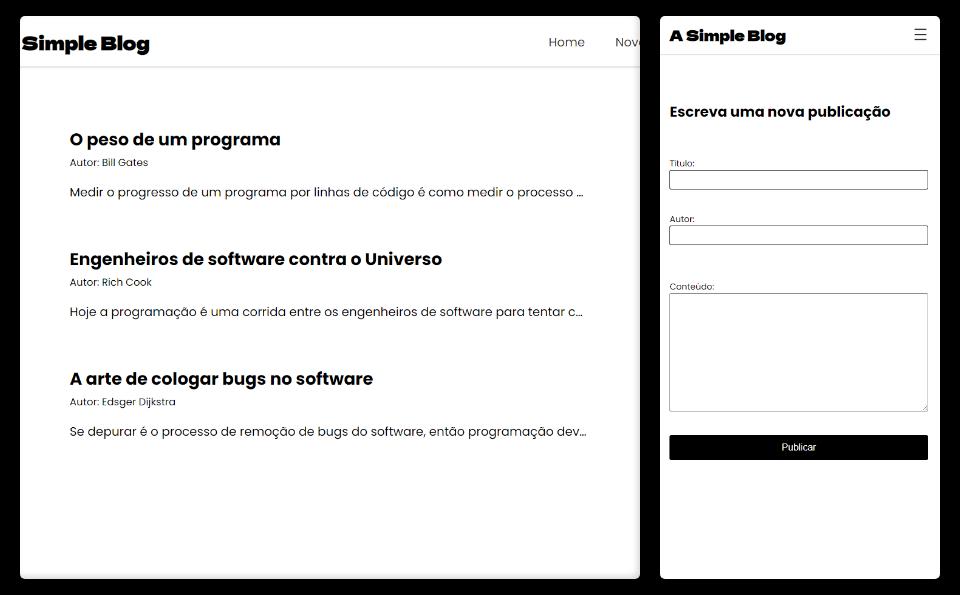 Simple Blog
Home Nov
O peso de um programa
Autor: Bill Gates
Medir o progresso de um programa por linhas de código é como medir o processo ...
Engenheiros de software contra o Universo
Autor: Rich Cook
Hoje a programação é uma corrida entre os engenheiros de software para tentar c...
A arte de cologar bugs no software
Autor: Edsger Dijkstra
Se depurar é o processo de remoção de bugs do software, então programação dev...
A Simple Blog
Escreva uma nova publicação
Título:
Autor:
Conteúdo:
Publicar